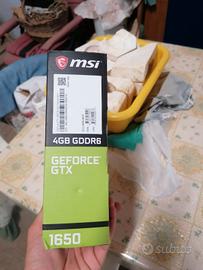 msi
4GB GDDR6
GEFORCE®
GTX
1650
subito